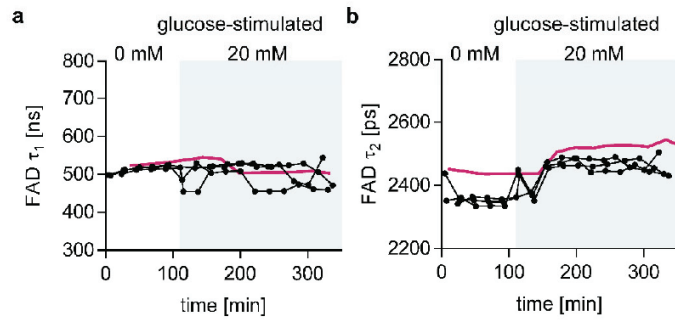 a
glucose-stimulated
0 mM 20 mM
FAD τ1 [ns]
800
700
600
500
400
300
0 100 200 300
time [min]
b
glucose-stimulated
0 mM 20 mM
FAD τ2 [ps]
2800
2600
2400
2200
0 100 200 300
time [min]